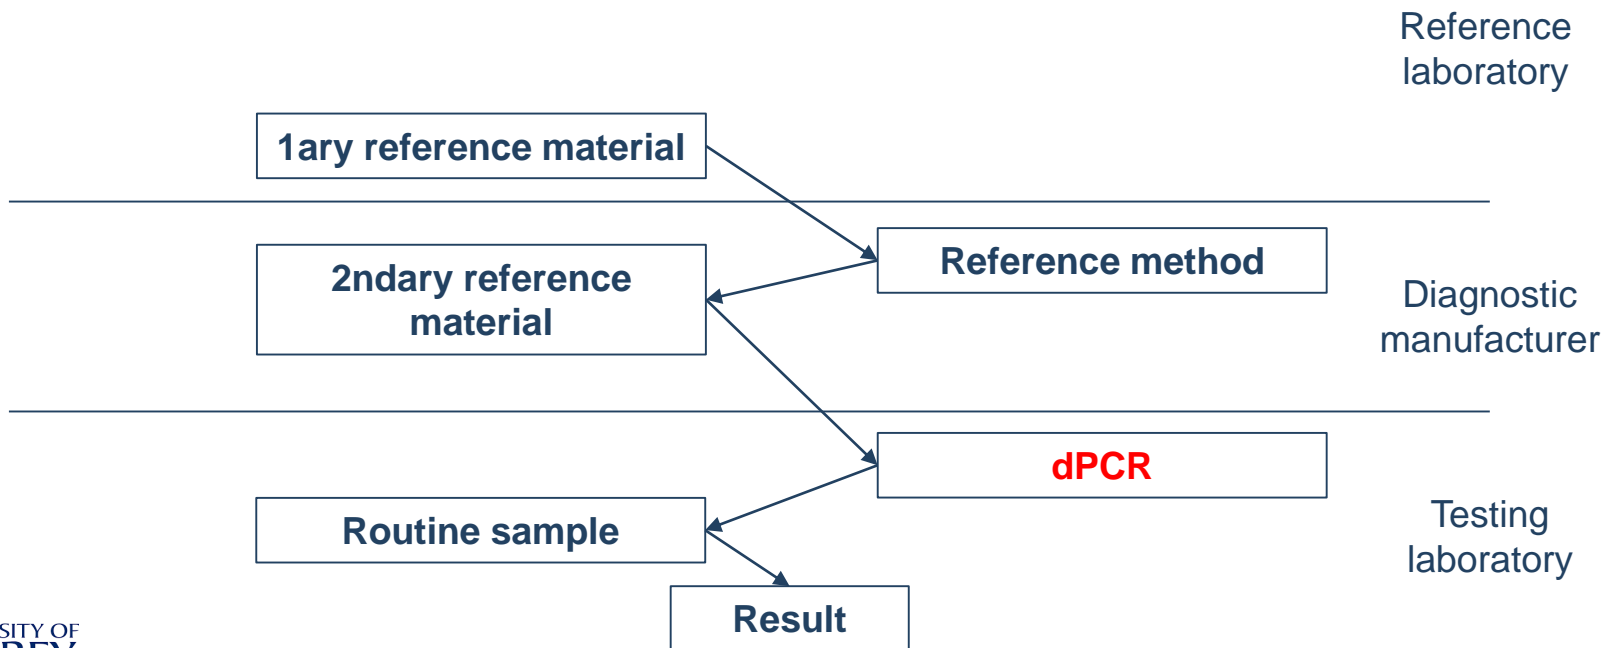 Reference
laboratory
1ary reference material
Reference method
2ndary reference
material
Diagnostic
manufacturer
dPCR
Routine sample
Testing
laboratory
Result
SITY OF